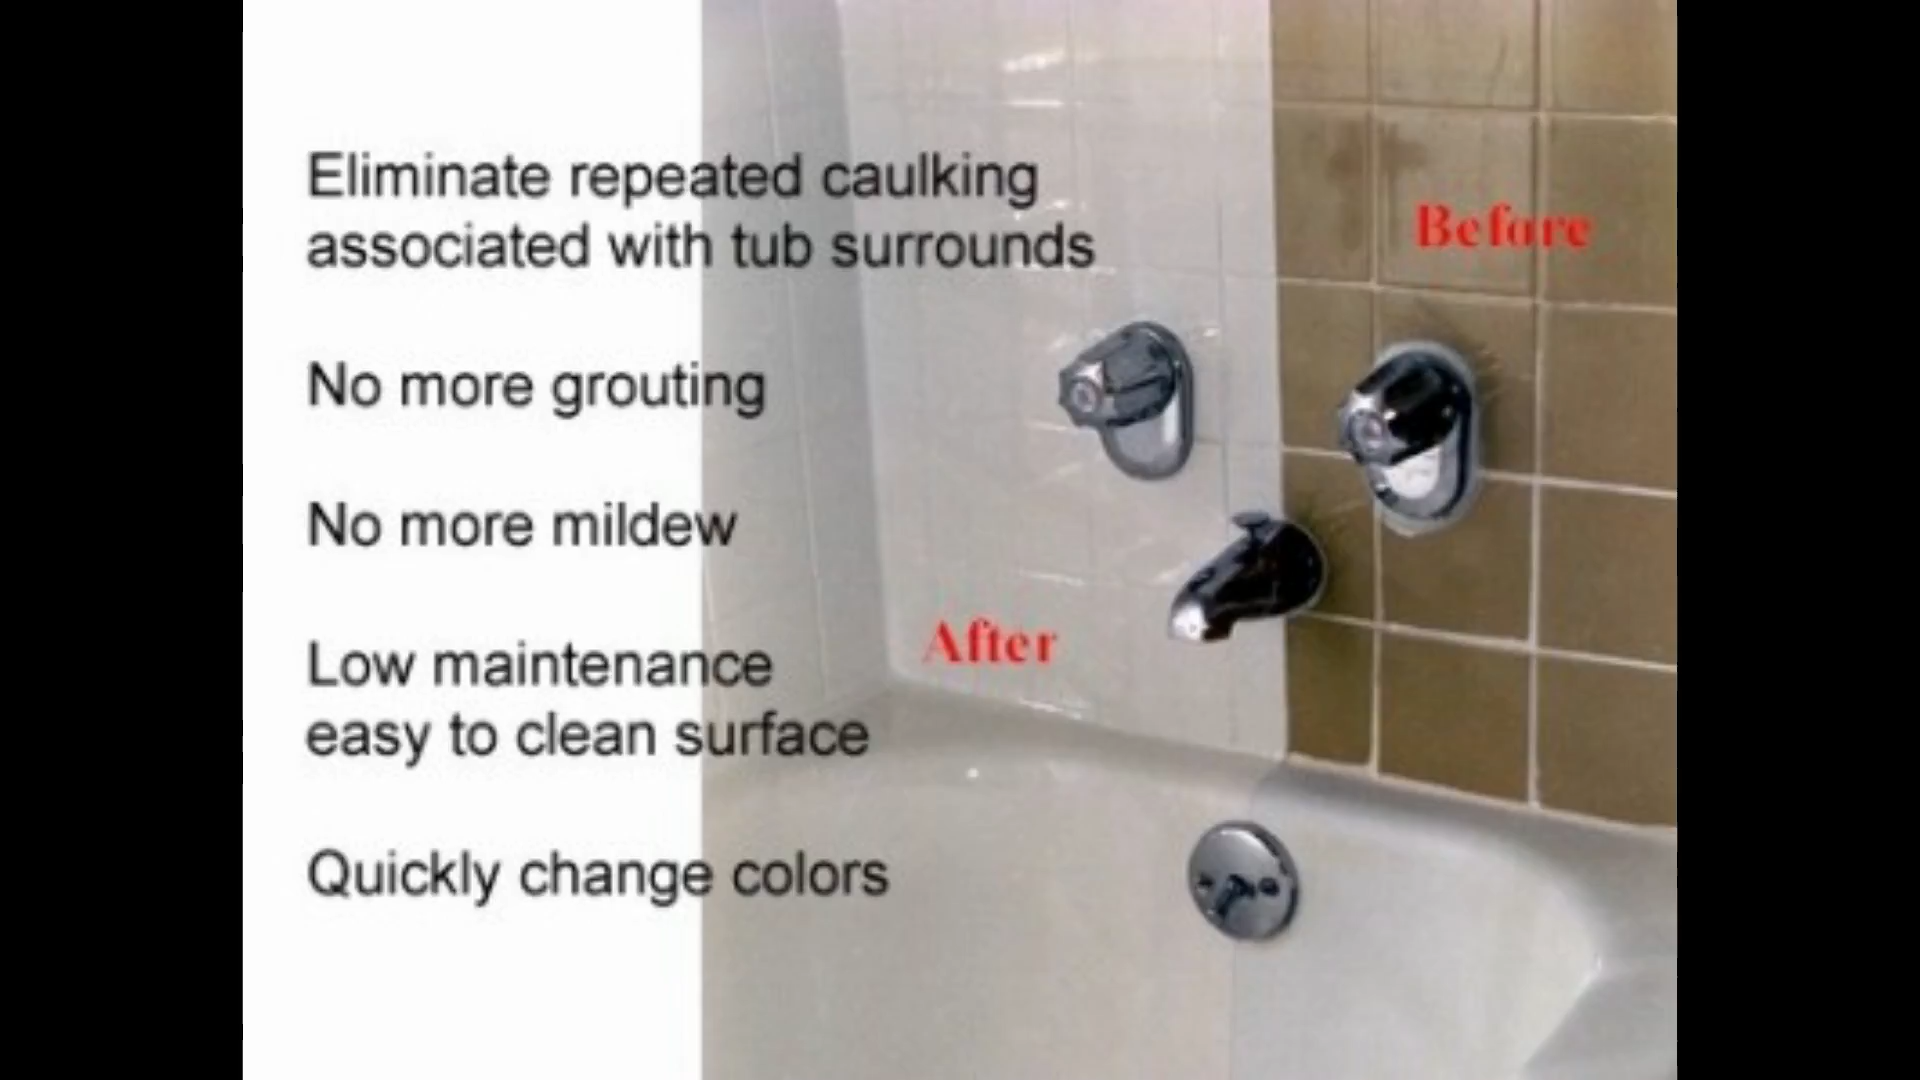 Eliminate repeated caulking
associated with tub surrounds
No more grouting
No more mildew
Low maintenance
easy to clean surface
Quickly change colors
Before
After